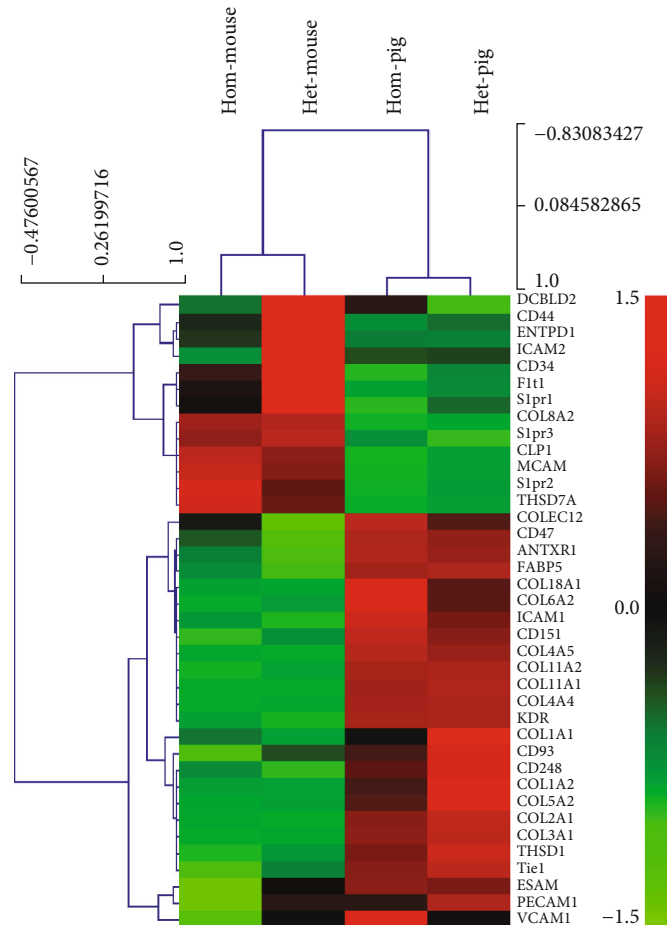 Hom-mouse
Het-mouse
Hom-pig
Het-pig
−0.83083427
0.084582865
1.0
−0.47600567
0.26199716
1.0
DCBLD2
CD44
ENTPD1
ICAM2
CD34
F1t1
S1pr1
COL8A2
S1pr3
CLP1
MCAM
S1pr2
THSD7A
COLEC12
CD47
ANTXR1
FABP5
COL18A1
COL6A2
ICAM1
CD151
COL4A5
COL11A2
COL11A1
COL4A4
KDR
COL1A1
CD93
CD248
COL1A2
COL5A2
COL2A1
COL3A1
THSD1
Tie1
ESAM
PECAM1
VCAM1
1.5
0.0
−1.5